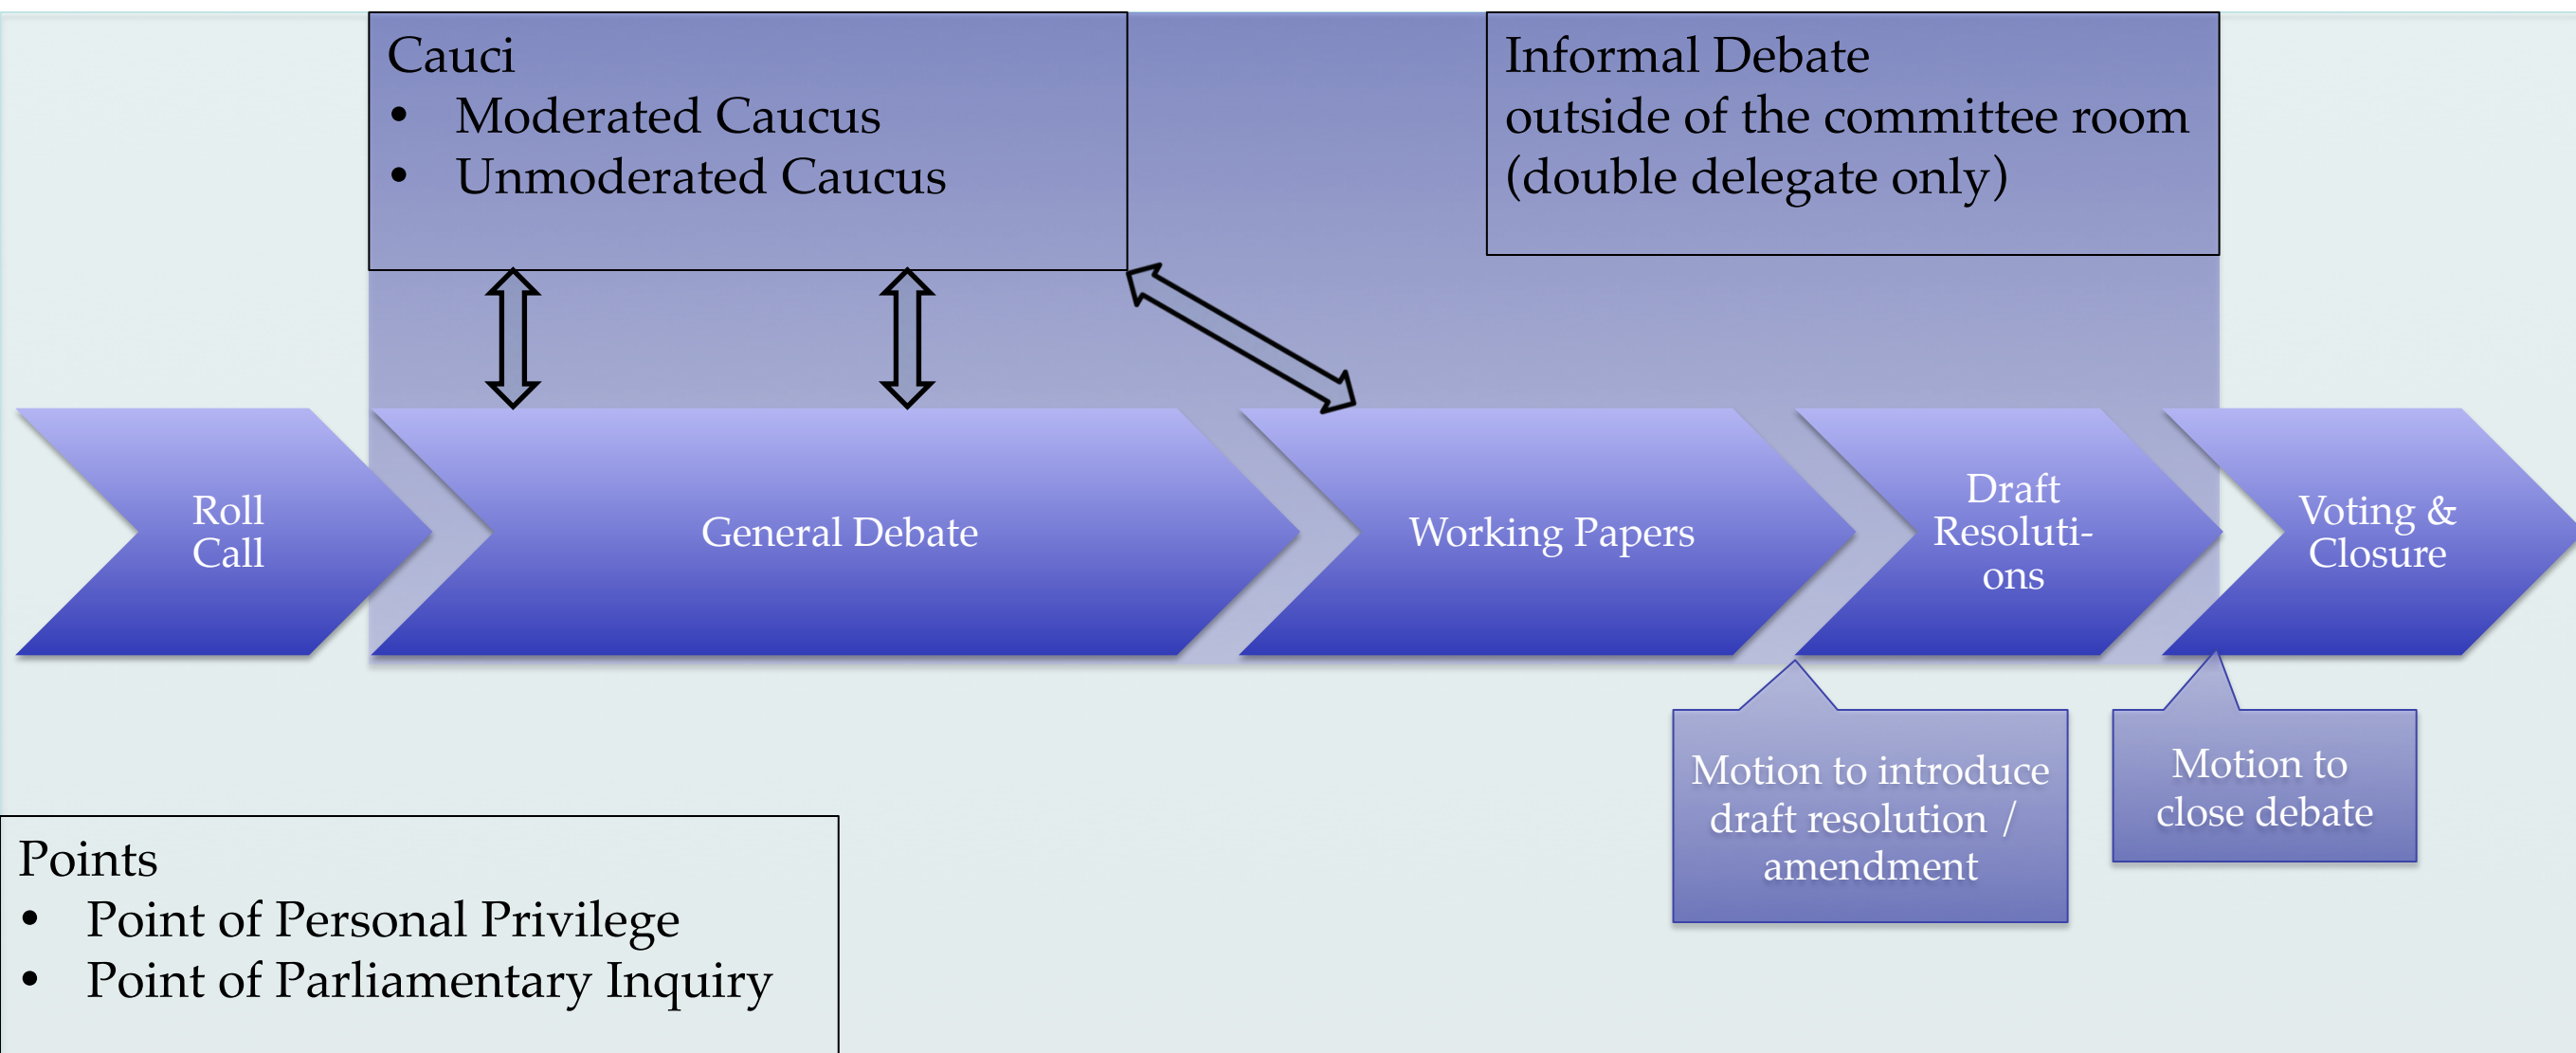 Cauci
• Moderated Caucus
• Unmoderated Caucus
Informal Debate
outside of the committee room
(double delegate only)
Roll
Call
General Debate
Working Papers
Draft
Resoluti-
ons
Voting &
Closure
Motion to introduce
draft resolution /
amendment
Motion to
close debate
Points
• Point of Personal Privilege
• Point of Parliamentary Inquiry